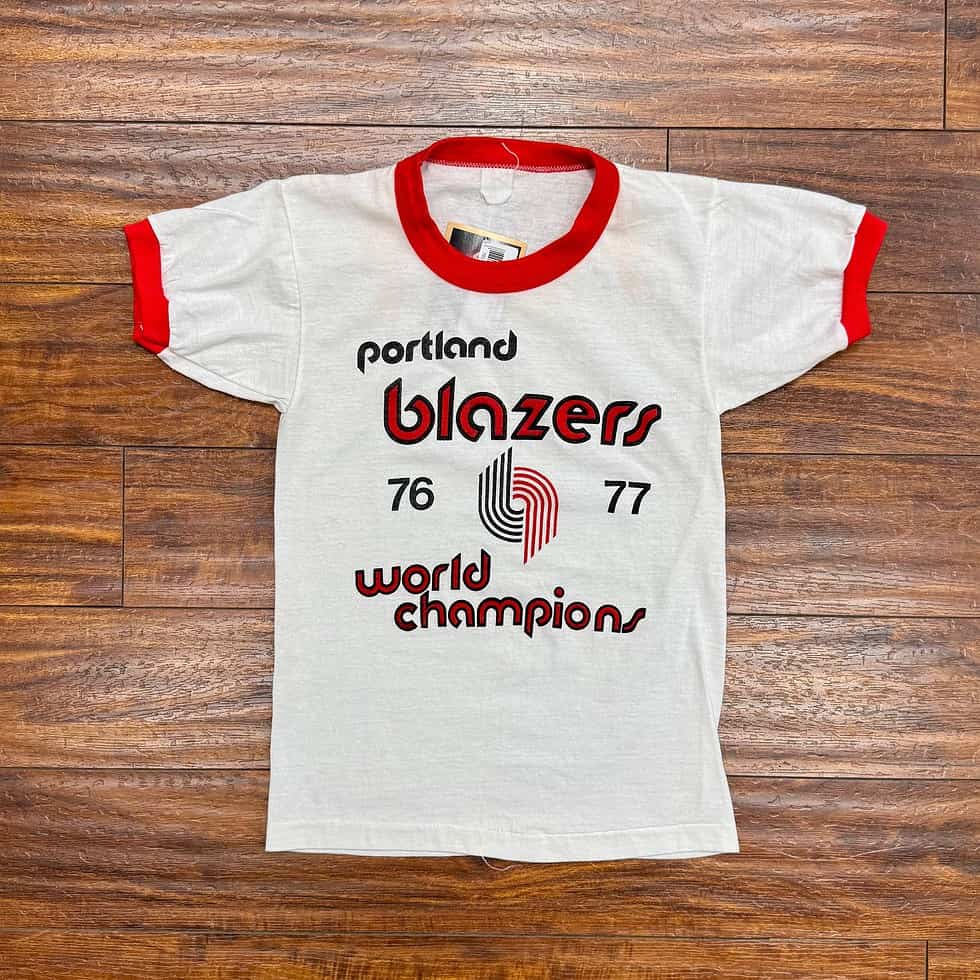 portland
blazers
76 77
world
champions